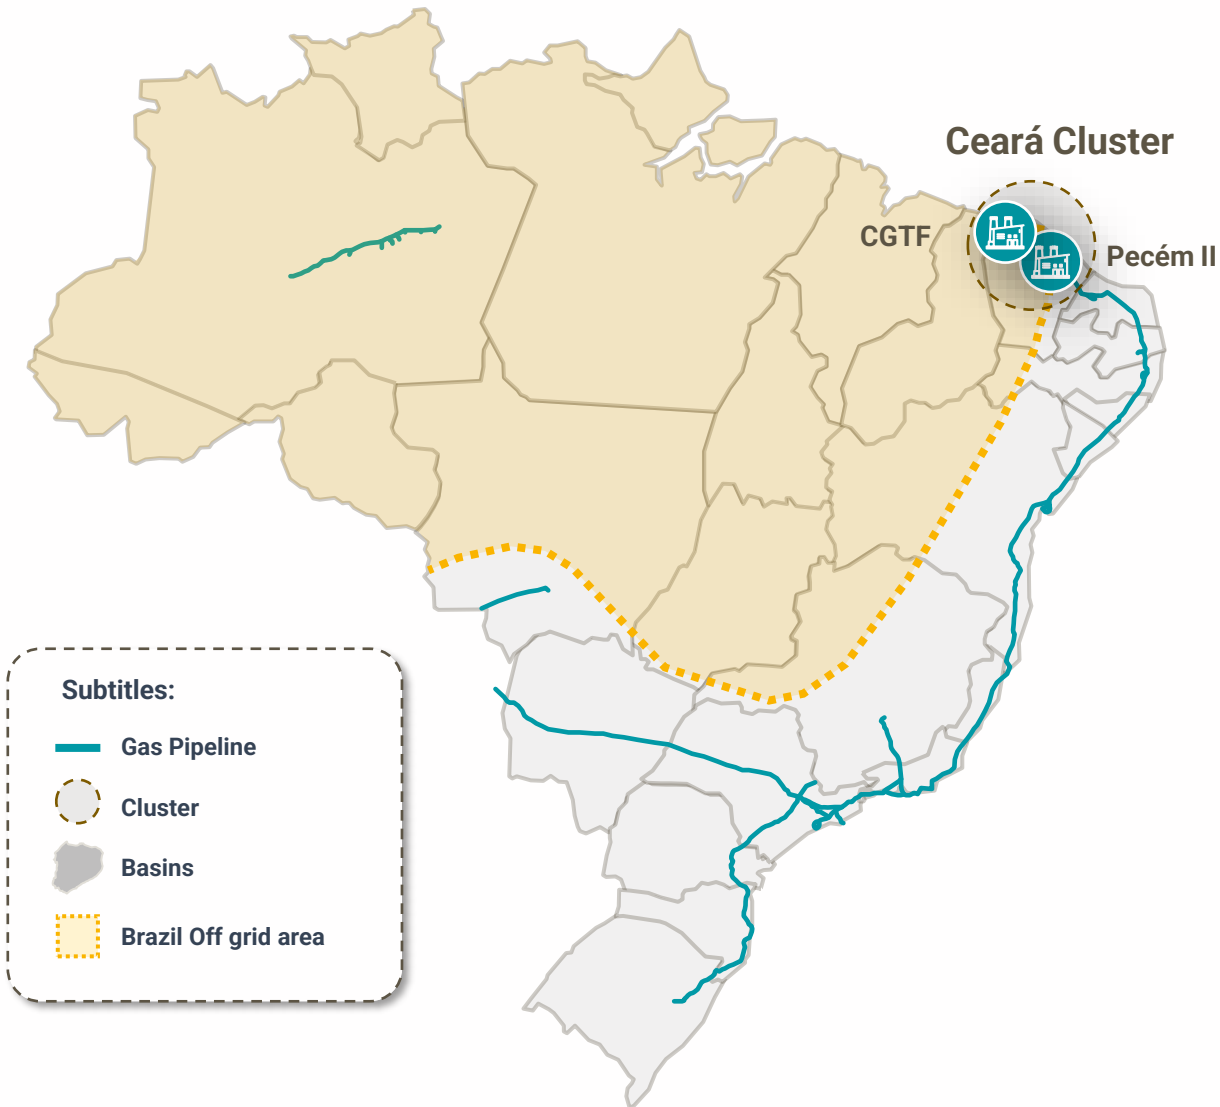 Ceará Cluster
CGTF
Pecém II
Subtitles:
Gas Pipeline
Cluster
Basins
Brazil Off grid area